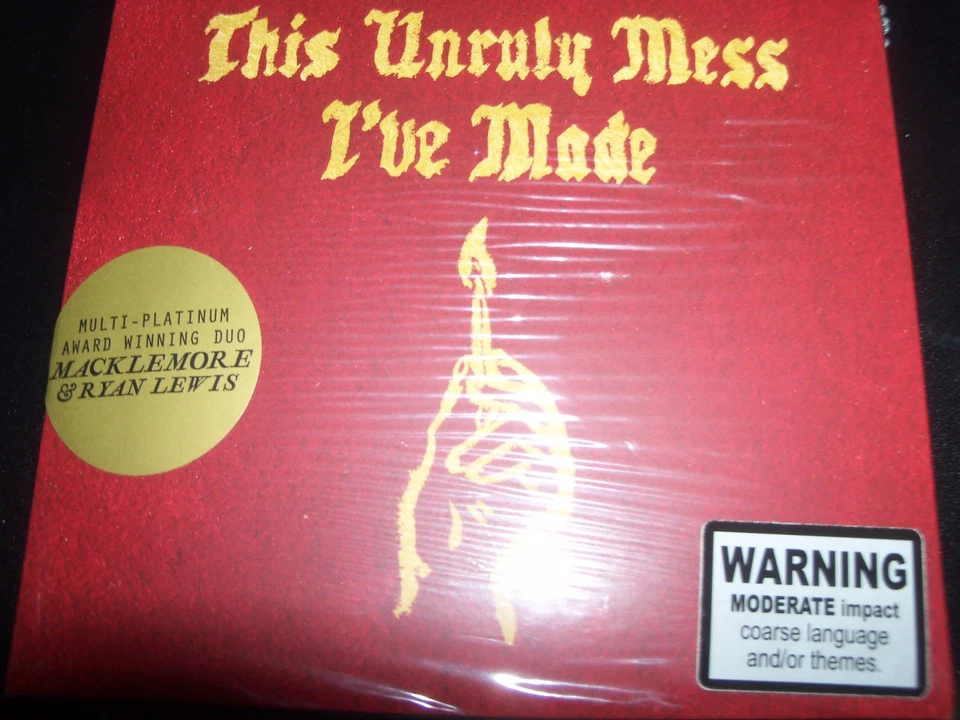 This Unruly Mess
I've Made
MULTI-PLATINUM
AWARD WINNING DUO
MACKLEMORE
& RYAN LEWIS
WARNING
MODERATE impact
coarse language
and/or themes.